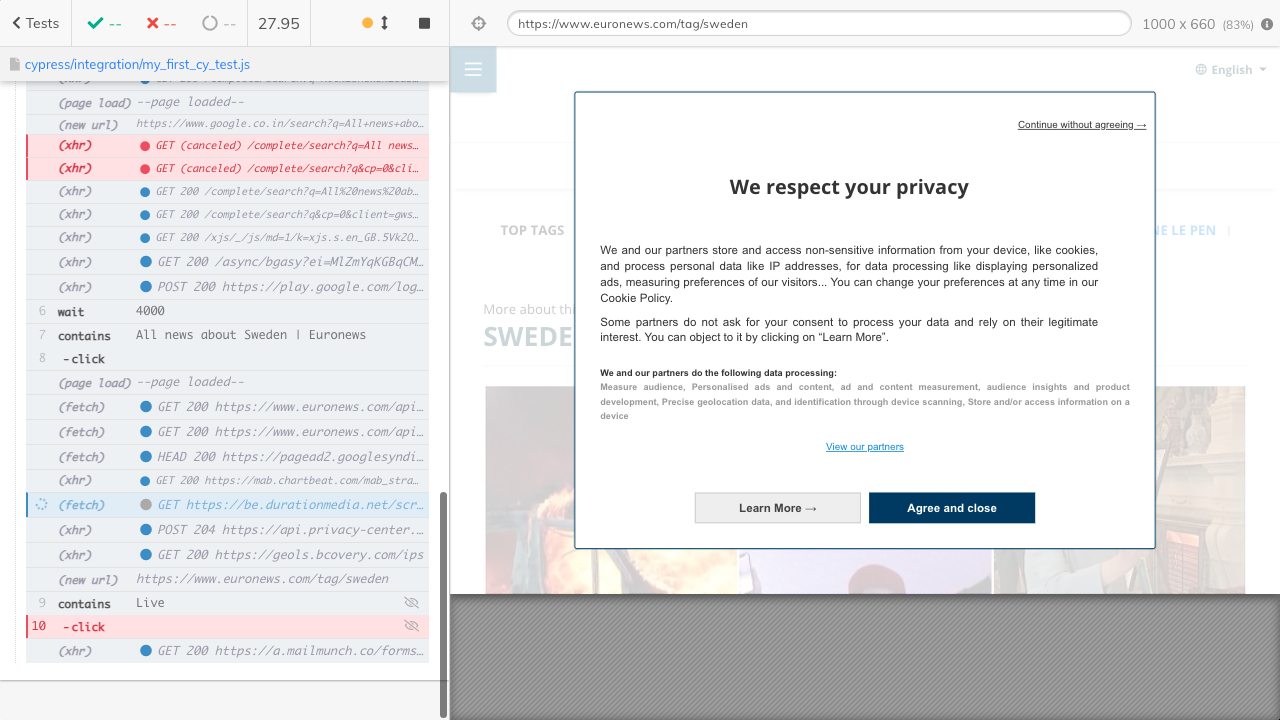 Tests
--
--
--
27.95
https://www.euronews.com/tag/sweden
1000 x 660 (83%)
cypress/integration/my_first_cy_test.js
(page load) --page loaded--
(new url) https://www.google.co.in/search?q=All+news+abo…
(xhr) GET (canceled) /complete/search?q=All news…
(xhr) GET (canceled) /complete/search?q&cp=0&cli…
(xhr) GET 200 /complete/search?q=All%20news%20ab…
(xhr) GET 200 /complete/search?q&cp=0&client=gws…
(xhr) GET 200 /xjs/_/js/md=1/k=xjs.s.en_GB.5Vk2O…
(xhr) GET 200 /async/bgasy?ei=MlZmYqKGBqCM…
(xhr) POST 200 https://play.google.com/log…
6 wait 4000
7 contains All news about Sweden | Euronews
8 -click
(page load) --page loaded--
(fetch) GET 200 https://www.euronews.com/api…
(fetch) GET 200 https://www.euronews.com/api…
(fetch) HEAD 200 https://pagead2.googlesyndi…
(xhr) GET 200 https://mab.chartbeat.com/mab_stra…
(fetch) GET https://be.durationmedia.net/scr…
(xhr) POST 204 https://api.privacy-center.…
(xhr) GET 200 https://geols.bcovery.com/ips
(new url) https://www.euronews.com/tag/sweden
9 contains Live
10 -click
(xhr) GET 200 https://a.mailmunch.co/forms…
English
Continue without agreeing →
We respect your privacy
TOP TAGS
NE LE PEN
We and our partners store and access non-sensitive information from your device, like cookies,
and process personal data like IP addresses, for data processing like displaying personalized
ads, measuring preferences of our visitors... You can change your preferences at any time in our
Cookie Policy.
More about thi
SWEDE
Some partners do not ask for your consent to process your data and rely on their legitimate
interest. You can object to it by clicking on “Learn More”.
We and our partners do the following data processing:
Measure audience, Personalised ads and content, ad and content measurement, audience insights and product
development, Precise geolocation data, and identification through device scanning, Store and/or access information on a
device
View our partners
Learn More →
Agree and close